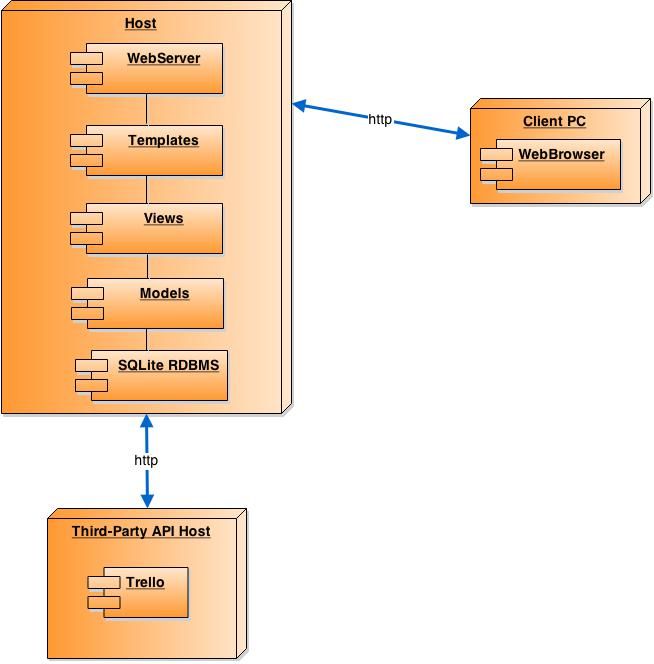 Host
WebServer
Templates
Views
Models
SQLite RDBMS
http
Client PC
WebBrowser
http
Third-Party API Host
Trello